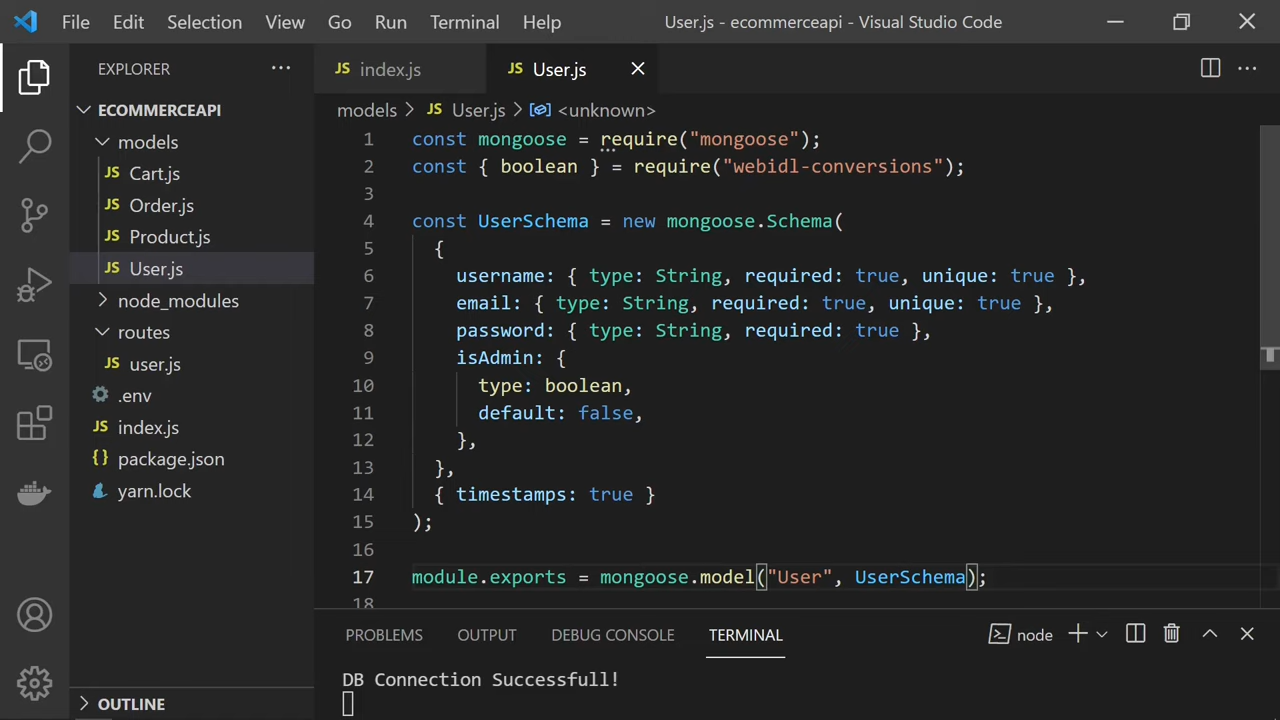 File Edit Selection View Go Run Terminal Help User.js - ecommerceapi - Visual Studio Code
EXPLORER
ECOMMERCEAPI
models
JS Cart.js
JS Order.js
JS Product.js
JS User.js
node_modules
routes
JS user.js
.env
JS index.js
{} package.json
yarn.lock
OUTLINE
JS index.js JS User.js
models > JS User.js > <unknown>
1 const mongoose = require("mongoose");
2 const { boolean } = require("webidl-conversions");
3
4 const UserSchema = new mongoose.Schema(
5 {
6 username: { type: String, required: true, unique: true },
7 email: { type: String, required: true, unique: true },
8 password: { type: String, required: true },
9 isAdmin: {
10 type: boolean,
11 default: false,
12 },
13 },
14 { timestamps: true }
15 );
16
17 module.exports = mongoose.model("User", UserSchema);
18
PROBLEMS OUTPUT DEBUG CONSOLE TERMINAL node
DB Connection Successfull!